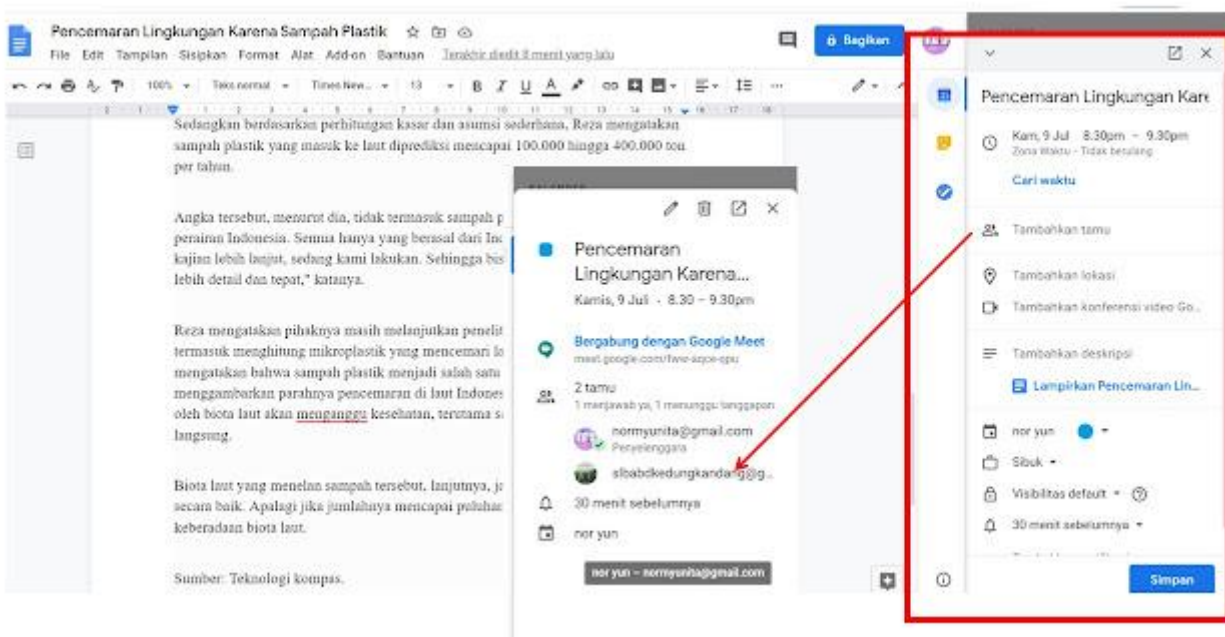 Pencemaran Lingkungan Karena Sampah Plastik
File Edit Tampilan Sisipkan Format Alat Add-on Bantuan Terakhir diedit 8 menit yang lalu
Bagikan
100% Teks normal Times New... 13 B I U A
Sedangkan berdasarkan perhitungan kasar dan asumsi sederhana, Reza mengatakan
sampah plastik yang masuk ke laut diprediksi mencapai 100.000 hingga 400.000 ton
per tahun.
Angka tersebut, menurut dia, tidak termasuk sampah p
perairan Indonesia. Semua hanya yang berasal dari Inc
kajian lebih lanjut, sedang kami lakukan. Sehingga bis
lebih detail dan tepat," katanya.
Reza mengatakan pihaknya masih melanjutkan penelit
termasuk menghitung mikroplastik yang mencemari la
mengatakan bahwa sampah plastik menjadi salah satu
menggambarkan parahnya pencemaran di laut Indones
oleh biota laut akan menganggu kesehatan, terutama s
langsung.
Biota laut yang menelan sampah tersebut, lanjutnya, ja
secara baik. Apalagi jika jumlahnya mencapai puluhan
keberadaan biota laut.
Sumber: Teknologi kompas.
Pencemaran
Lingkungan Karena...
Kamis, 9 Juli · 8.30 – 9.30pm
Bergabung dengan Google Meet
2 tamu
1 menjawab ya, 1 menunggu tanggapan
normyunita@gmail.com
Penyelenggara
slbabdkedungkandang@g...
30 menit sebelumnya
nor yun
nor yun – normyunita@gmail.com
Pencemaran Lingkungan Kare
Kam, 9 Jul 8.30pm – 9.30pm
Zona Waktu - Tidak berulang
Cari waktu
Tambahkan tamu
Tambahkan lokasi
Tambahkan konferensi video Go...
Tambahkan deskripsi
Lampirkan Pencemaran Lin...
nor yun
Sibuk
Visibilitas default
30 menit sebelumnya
Simpan